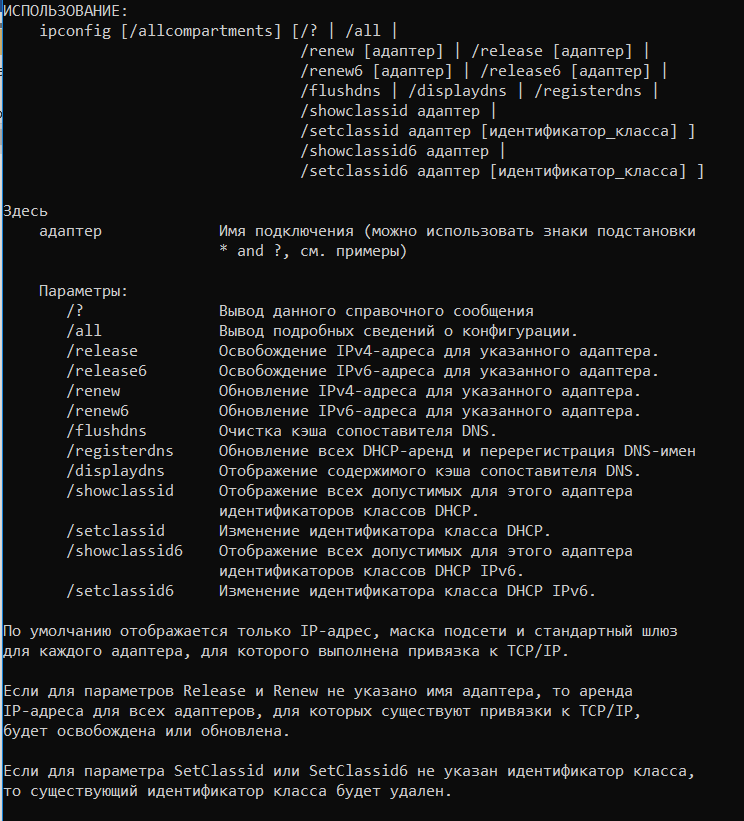 ИСПОЛЬЗОВАНИЕ:
    ipconfig [/allcompartments] [/? | /all |
                                 /renew [адаптер] | /release [адаптер] |
                                 /renew6 [адаптер] | /release6 [адаптер] |
                                 /flushdns | /displaydns | /registerdns |
                                 /showclassid адаптер |
                                 /setclassid адаптер [идентификатор_класса] ]
                                 /showclassid6 адаптер |
                                 /setclassid6 адаптер [идентификатор_класса] ]
Здесь
    адаптер             Имя подключения (можно использовать знаки подстановки
                        * and ?, см. примеры)
    Параметры:
       /?               Вывод данного справочного сообщения
       /all             Вывод подробных сведений о конфигурации.
       /release         Освобождение IPv4-адреса для указанного адаптера.
       /release6        Освобождение IPv6-адреса для указанного адаптера.
       /renew           Обновление IPv4-адреса для указанного адаптера.
       /renew6          Обновление IPv6-адреса для указанного адаптера.
       /flushdns        Очистка кэша сопоставителя DNS.
       /registerdns     Обновление всех DHCP-аренд и перерегистрация DNS-имен
       /displaydns      Отображение содержимого кэша сопоставителя DNS.
       /showclassid     Отображение всех допустимых для этого адаптера
                        идентификаторов классов DHCP.
       /setclassid      Изменение идентификатора класса DHCP.
       /showclassid6    Отображение всех допустимых для этого адаптера
                        идентификаторов классов DHCP IPv6.
       /setclassid6     Изменение идентификатора класса DHCP IPv6.
По умолчанию отображается только IP-адрес, маска подсети и стандартный шлюз
для каждого адаптера, для которого выполнена привязка к TCP/IP.
Если для параметров Release и Renew не указано имя адаптера, то аренда
IP-адреса для всех адаптеров, для которых существуют привязки к TCP/IP,
будет освобождена или обновлена.
Если для параметра SetClassid или SetClassid6 не указан идентификатор класса,
то существующий идентификатор класса будет удален.